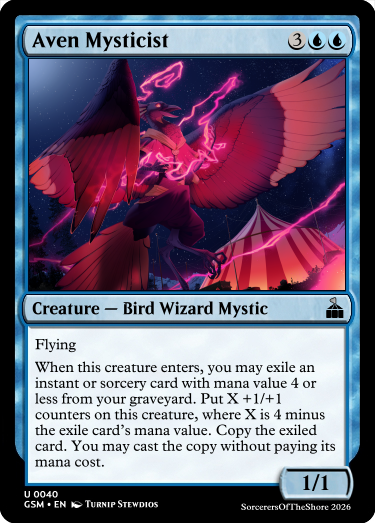 Aven Mysticist 3
Creature — Bird Wizard Mystic
Flying
When this creature enters, you may exile an
instant or sorcery card with mana value 4 or
less from your graveyard. Put X +1/+1
counters on this creature, where X is 4 minus
the exile card's mana value. Copy the exiled
card. You may cast the copy without paying its
mana cost.
1/1
U 0040
GSM • EN Turnip Stewdios
SorcerersOfTheShore 2026